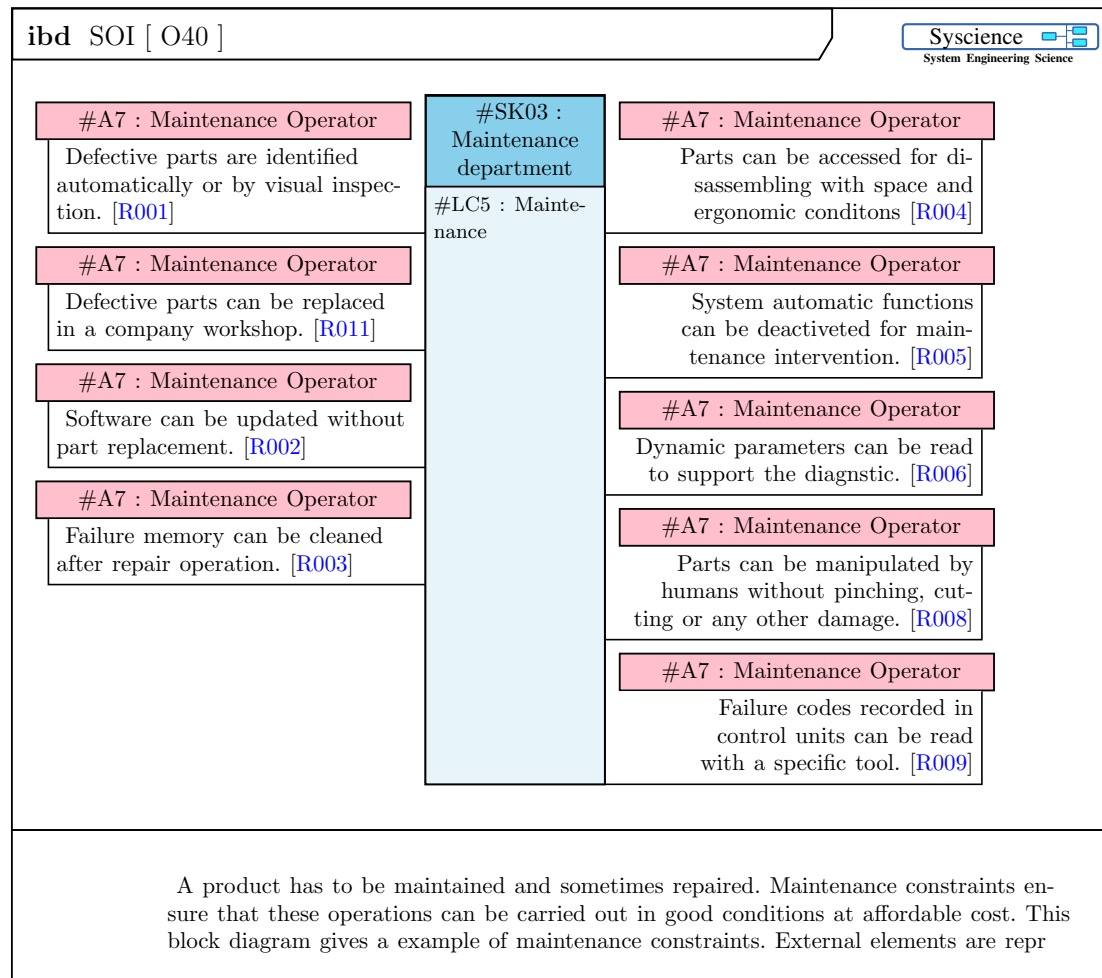 ibd SOI [ O40 ]
Syscience
System Engineering Science
#A7 : Maintenance Operator
Defective parts are identified
automatically or by visual inspec-
tion. [R001]
#A7 : Maintenance Operator
Defective parts can be replaced
in a company workshop. [R011]
#A7 : Maintenance Operator
Software can be updated without
part replacement. [R002]
#A7 : Maintenance Operator
Failure memory can be cleaned
after repair operation. [R003]
#SK03 :
Maintenance
department
#LC5 : Mainte-
nance
#A7 : Maintenance Operator
Parts can be accessed for di-
sassembling with space and
ergonomic conditons [R004]
#A7 : Maintenance Operator
System automatic functions
can be deactiveted for main-
tenance intervention. [R005]
#A7 : Maintenance Operator
Dynamic parameters can be read
to support the diagnstic. [R006]
#A7 : Maintenance Operator
Parts can be manipulated by
humans without pinching, cut-
ting or any other damage. [R008]
#A7 : Maintenance Operator
Failure codes recorded in
control units can be read
with a specific tool. [R009]
A product has to be maintained and sometimes repaired. Maintenance constraints en-
sure that these operations can be carried out in good conditions at affordable cost. This
block diagram gives a example of maintenance constraints. External elements are repr